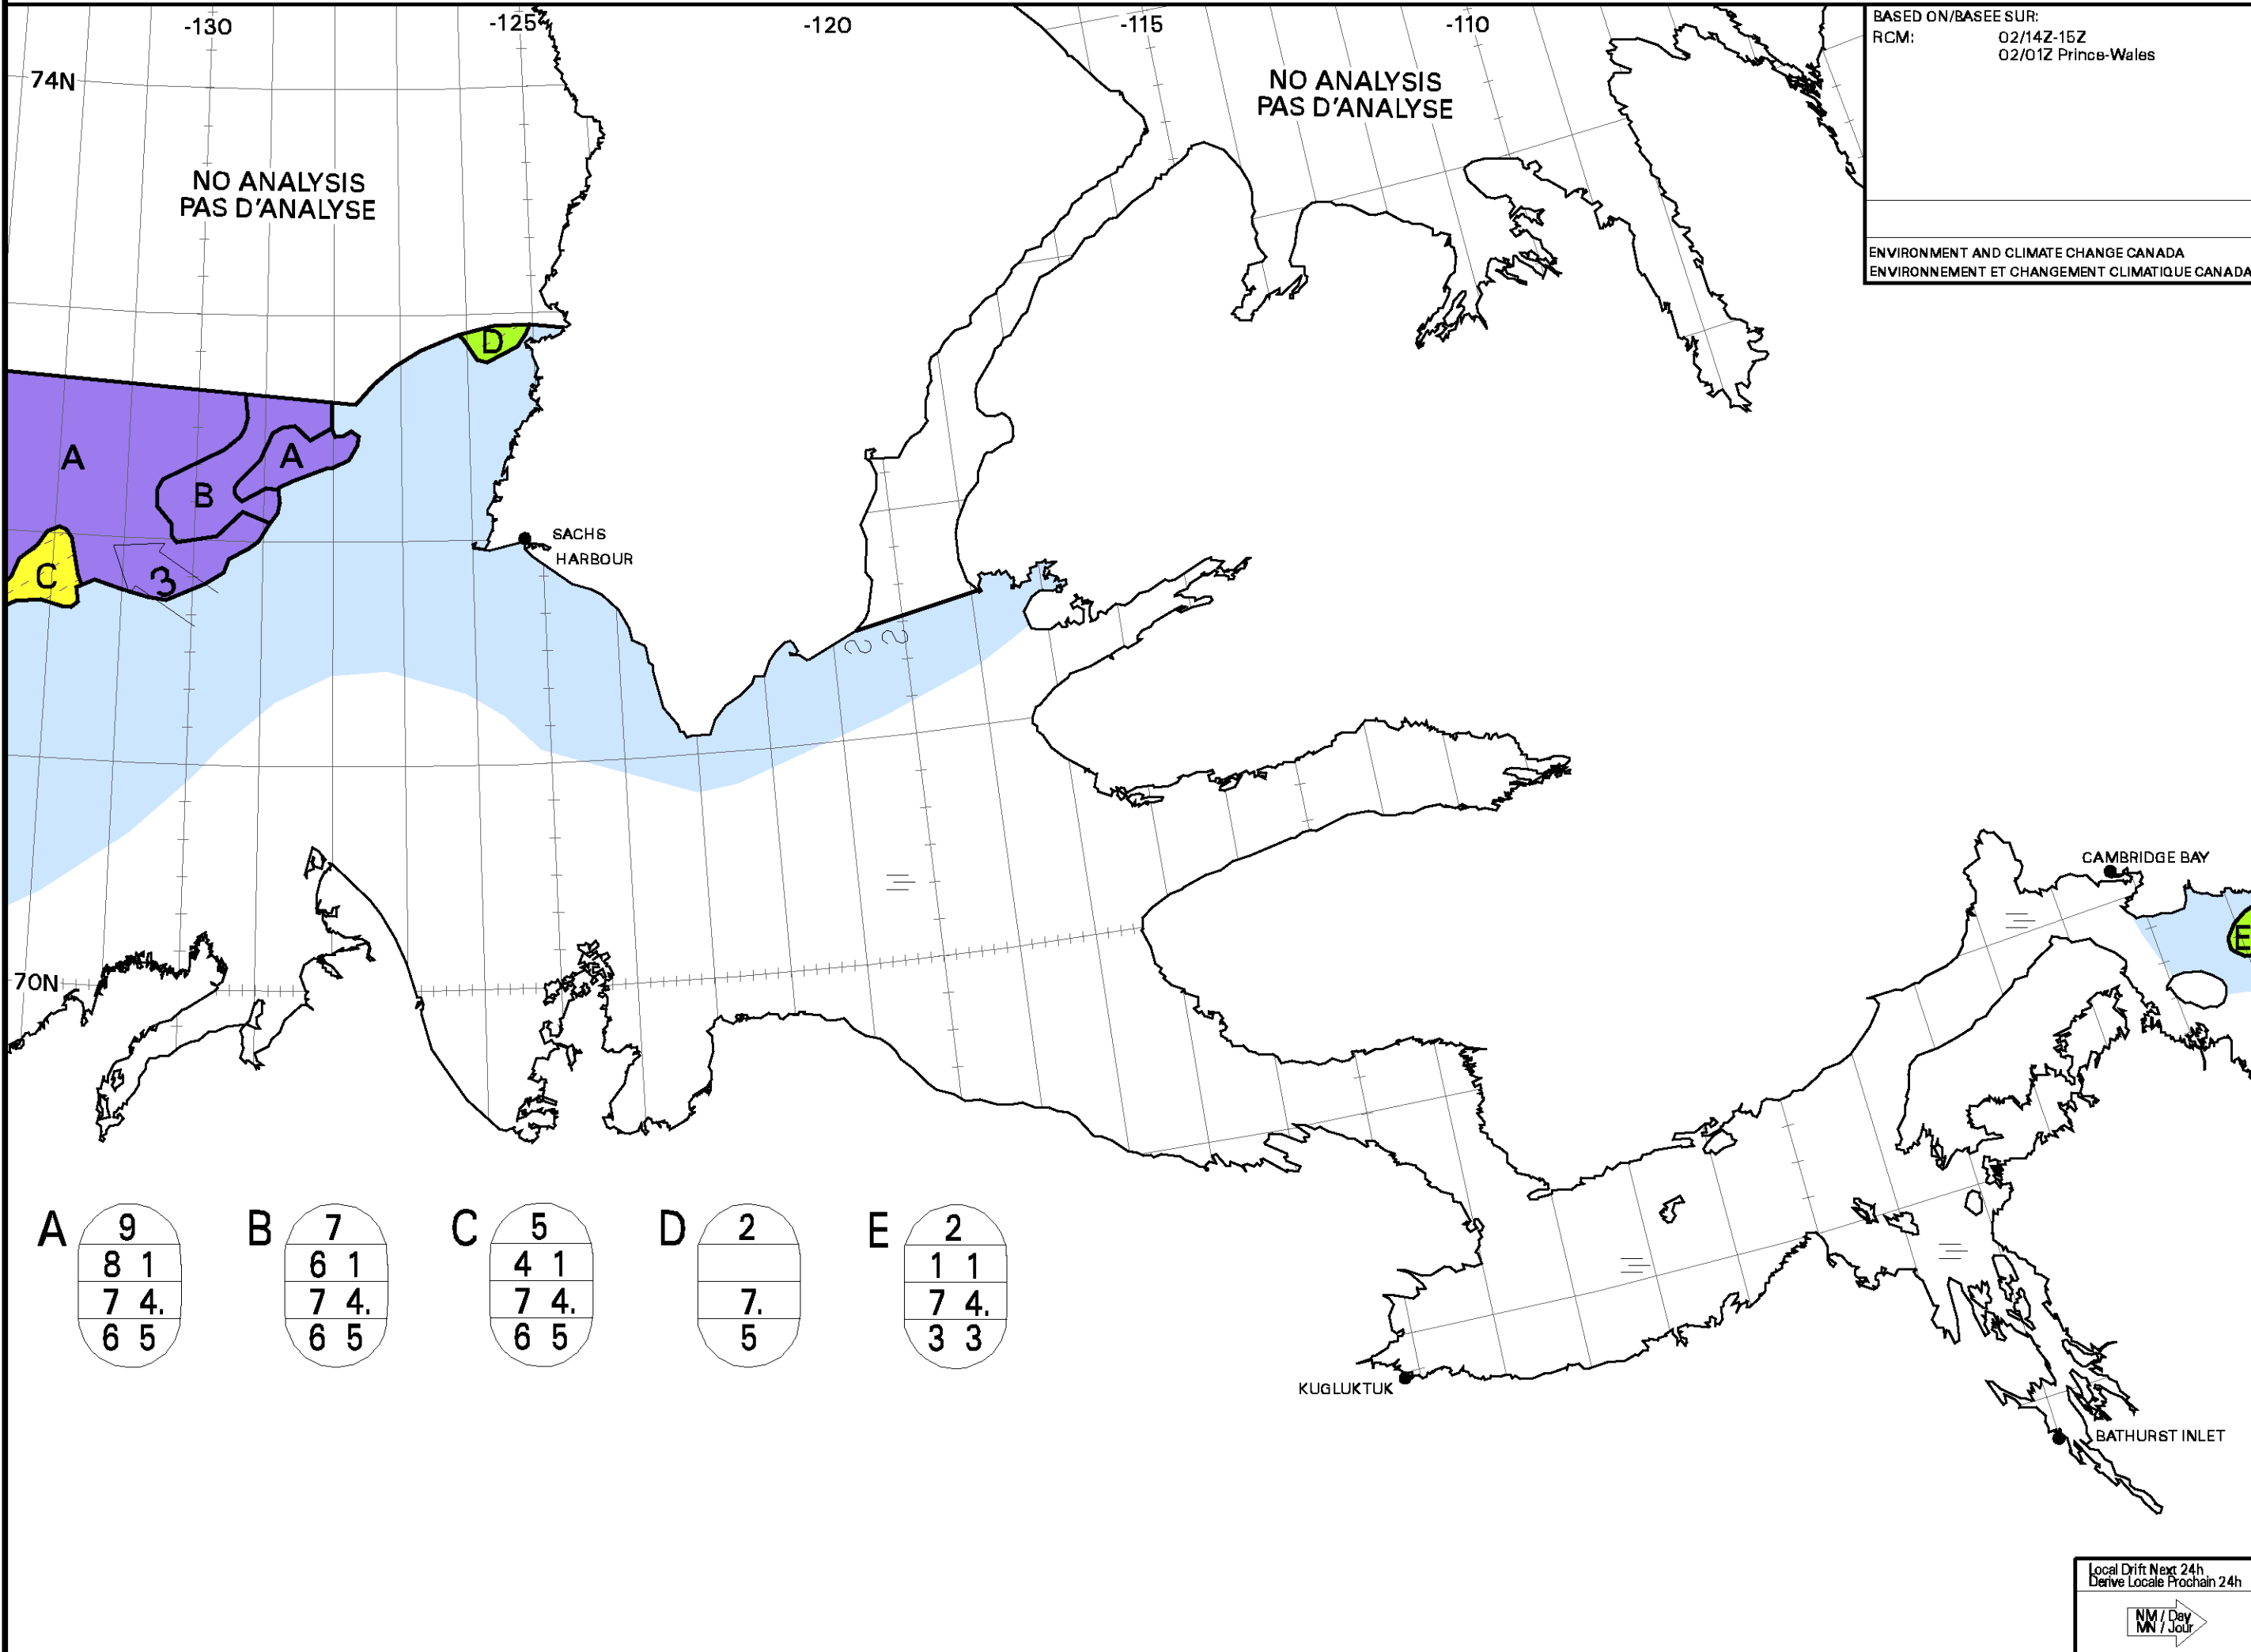 -130
-125
-120
-115
-110
74N
NO ANALYSIS
PAS D'ANALYSE
NO ANALYSIS
PAS D'ANALYSE
BASED ON/BASEE SUR:
RCM: 02/14Z-15Z
02/01Z Prince-Wales
ENVIRONMENT AND CLIMATE CHANGE CANADA
ENVIRONNEMENT ET CHANGEMENT CLIMATIQUE CANADA
D
A
A
B
C
3
SACHS
HARBOUR
CAMBRIDGE BAY
E
70N
A
9
8 1
7 4.
6 5
B
7
6 1
7 4.
6 5
C
5
4 1
7 4.
6 5
D
2
7.
5
E
2
1 1
7 4.
3 3
KUGLUKTUK
BATHURST INLET
Local Drift Next 24h
Derive Locale Prochain 24h
NM / Day
MN / Jour